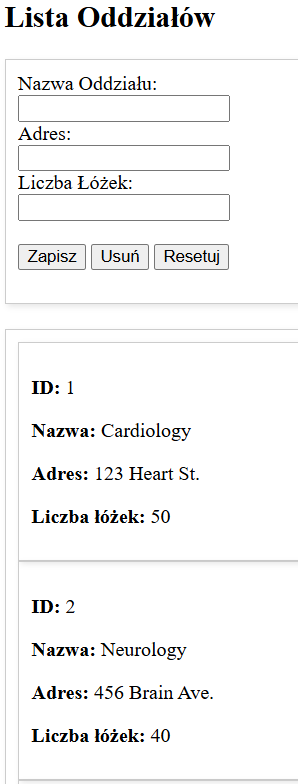 Lista Oddziałów
Nazwa Oddziału:
Adres:
Liczba Łóżek:
Zapisz Usuń Resetuj
ID: 1
Nazwa: Cardiology
Adres: 123 Heart St.
Liczba łóżek: 50
ID: 2
Nazwa: Neurology
Adres: 456 Brain Ave.
Liczba łóżek: 40